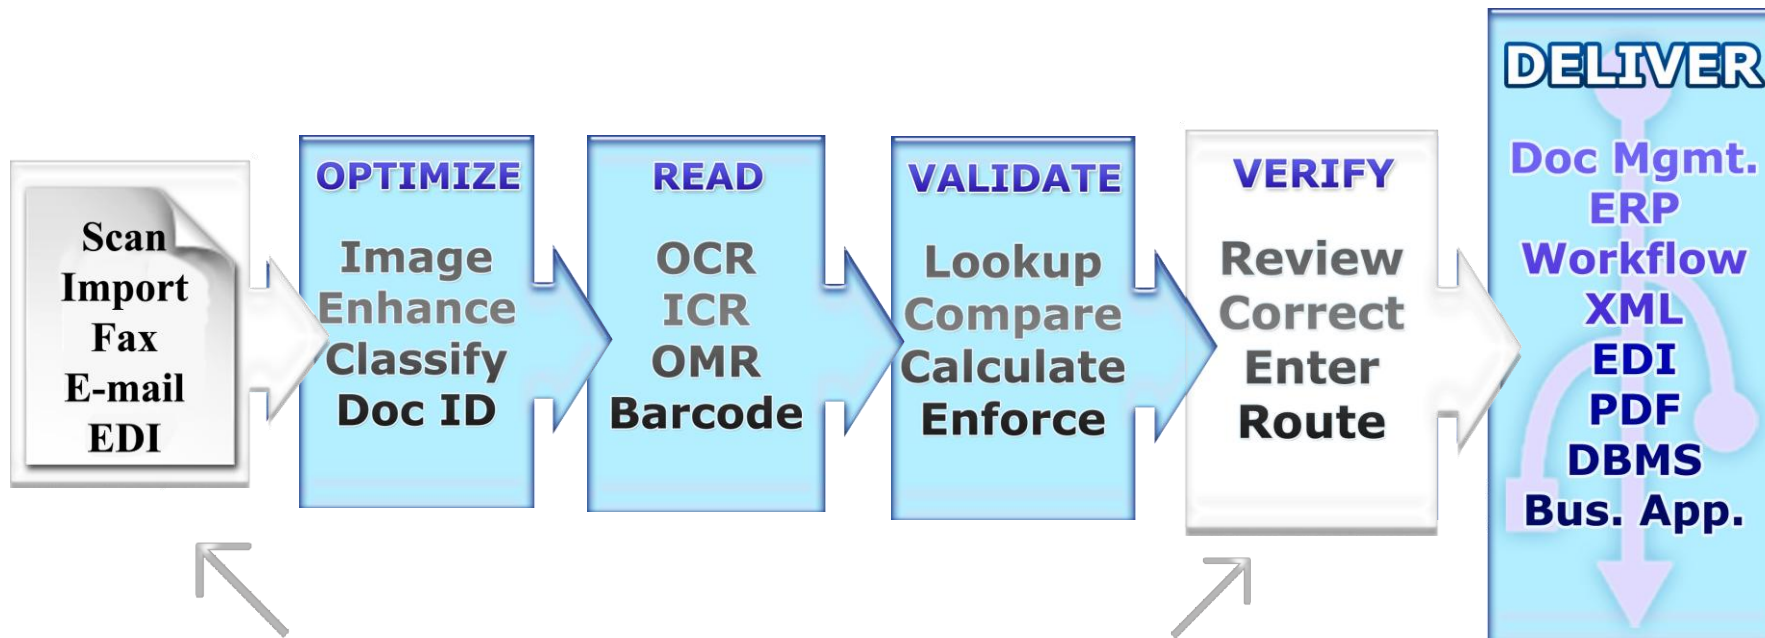 Scan
Import
Fax
E-mail
EDI
OPTIMIZE
Image
Enhance
Classify
Doc ID
READ
OCR
ICR
OMR
Barcode
VALIDATE
Lookup
Compare
Calculate
Enforce
VERIFY
Review
Correct
Enter
Route
DELIVER
Doc Mgmt.
ERP
Workflow
XML
EDI
PDF
DBMS
Bus. App.